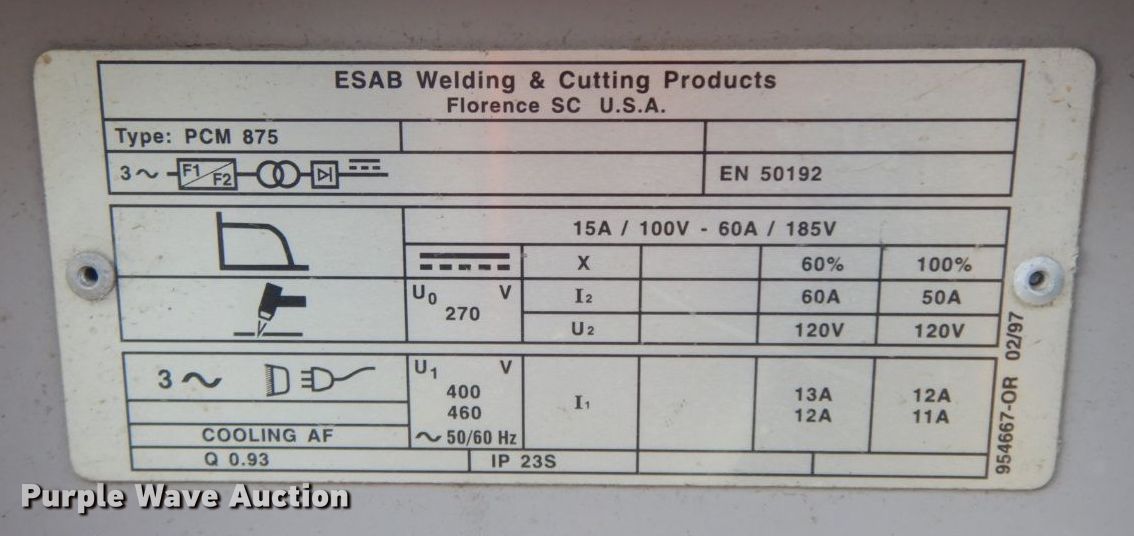 ESAB Welding & Cutting Products
Florence SC U.S.A.
Type: PCM 875
3~ F1 F2 EN 50192
15A / 100V - 60A / 185V
X 60% 100%
U0 V I2 60A 50A
270
U2 120V 120V
3~ U1 V
400 I1 13A 12A
460 12A 11A
COOLING AF ~ 50/60 Hz
Q 0.93 IP 23S
954667-OR 02/97
Purple Wave Auction